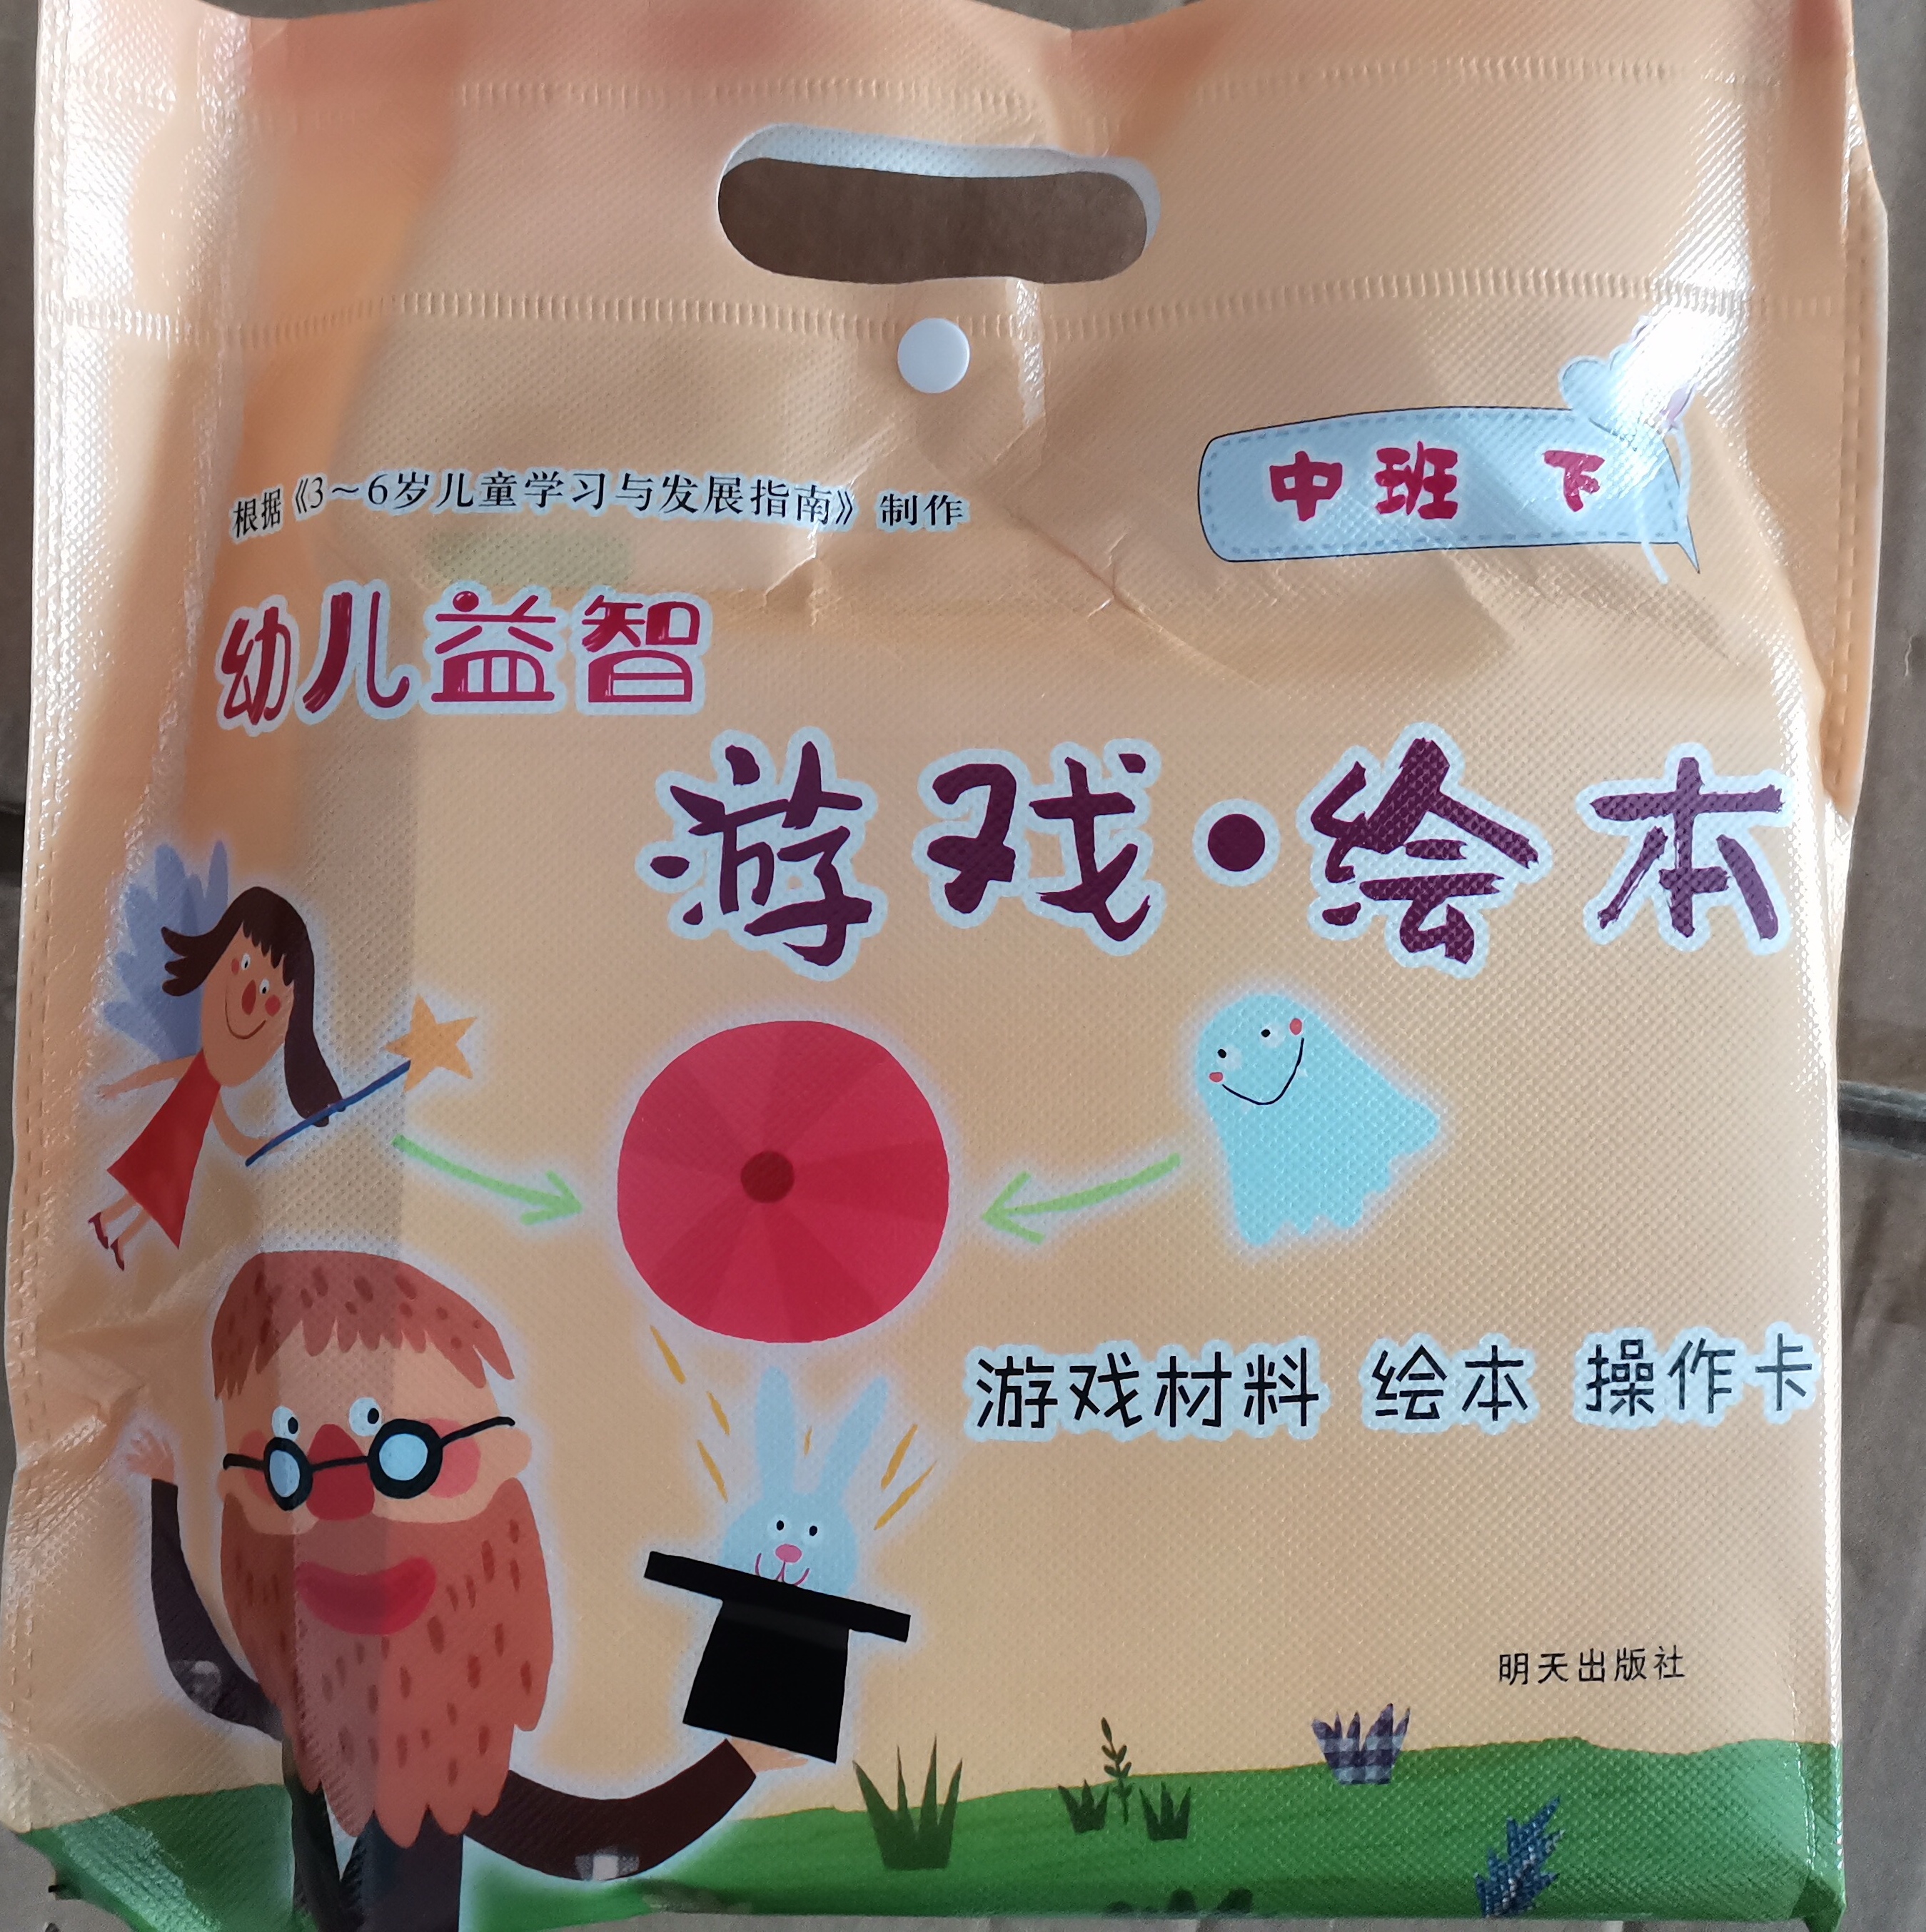 中班 下
根据《3～6岁儿童学习与发展指南》制作
幼儿益智
游戏·绘本
游戏材料 绘本 操作卡
明天出版社